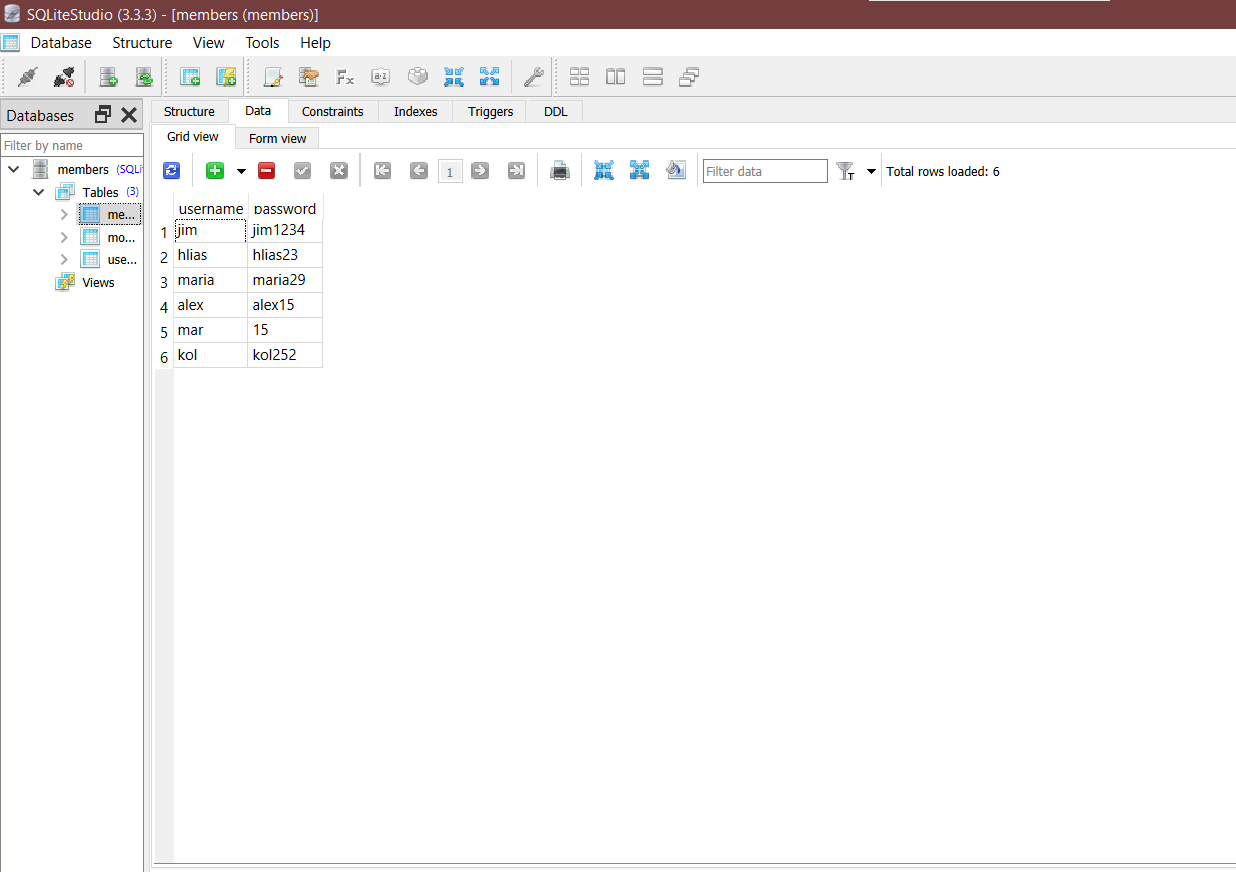 SQLiteStudio (3.3.3) - [members (members)]
Database Structure View Tools Help
Databases
Structure Data Constraints Indexes Triggers DDL
Filter by name
Grid view Form view
members (SQLi
Tables (3)
me...
mo...
use...
Views
1 Filter data Total rows loaded: 6
username password
1 jim jim1234
2 hlias hlias23
3 maria maria29
4 alex alex15
5 mar 15
6 kol kol252